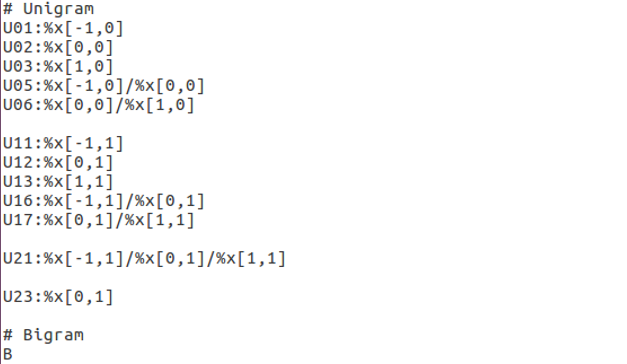 # Unigram
U01:%x[-1,0]
U02:%x[0,0]
U03:%x[1,0]
U05:%x[-1,0]/%x[0,0]
U06:%x[0,0]/%x[1,0]
U11:%x[-1,1]
U12:%x[0,1]
U13:%x[1,1]
U16:%x[-1,1]/%x[0,1]
U17:%x[0,1]/%x[1,1]
U21:%x[-1,1]/%x[0,1]/%x[1,1]
U23:%x[0,1]
# Bigram
B